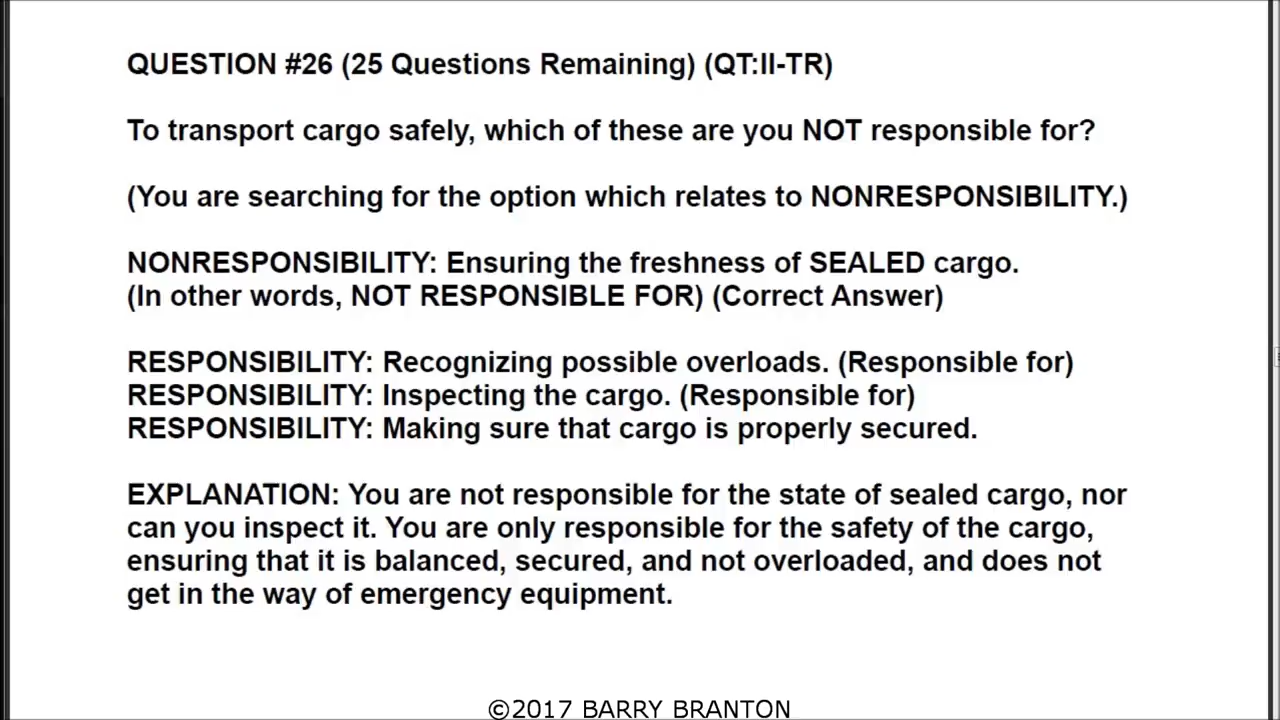 QUESTION #26 (25 Questions Remaining) (QT:II-TR)
To transport cargo safely, which of these are you NOT responsible for?
(You are searching for the option which relates to NONRESPONSIBILITY.)
NONRESPONSIBILITY: Ensuring the freshness of SEALED cargo.
(In other words, NOT RESPONSIBLE FOR) (Correct Answer)
RESPONSIBILITY: Recognizing possible overloads. (Responsible for)
RESPONSIBILITY: Inspecting the cargo. (Responsible for)
RESPONSIBILITY: Making sure that cargo is properly secured.
EXPLANATION: You are not responsible for the state of sealed cargo, nor
can you inspect it. You are only responsible for the safety of the cargo,
ensuring that it is balanced, secured, and not overloaded, and does not
get in the way of emergency equipment.
©2017 BARRY BRANTON